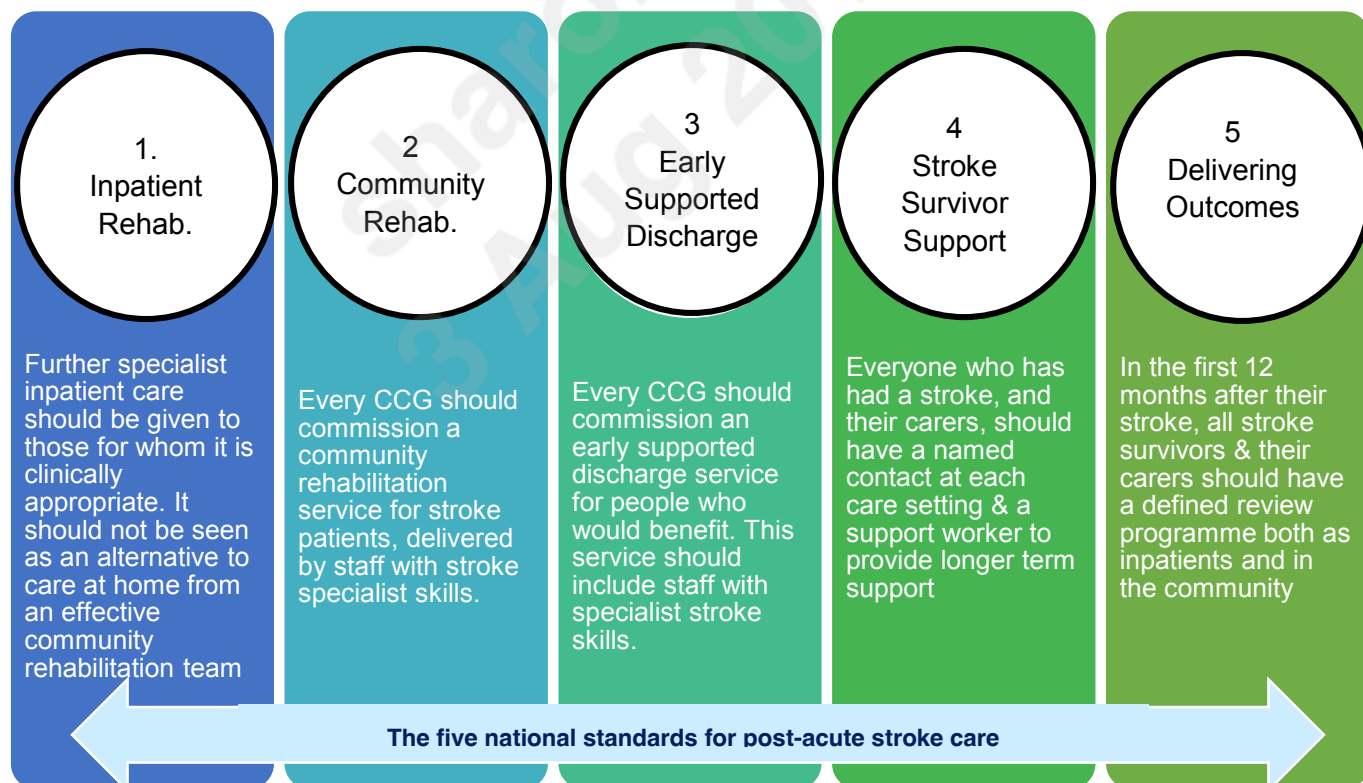 1.
Inpatient
Rehab.
Further specialist
inpatient care
should be given to
those for whom it is
clinically
appropriate. It
should not be seen
as an alternative to
care at home from
an effective
community
rehabilitation team
2
Community
Rehab.
Every CCG should
commission a
community
rehabilitation
service for stroke
patients, delivered
by staff with stroke
specialist skills.
3
Early
Supported
Discharge
Every CCG should
commission an
early supported
discharge service
for people who
would benefit. This
service should
include staff with
specialist stroke
skills.
4
Stroke
Survivor
Support
Everyone who has
had a stroke, and
their carers, should
have a named
contact at each
care setting & a
support worker to
provide longer term
support
5
Delivering
Outcomes
In the first 12
months after their
stroke, all stroke
survivors & their
carers should have
a defined review
programme both as
inpatients and in
the community
The five national standards for post-acute stroke care
3 Aug